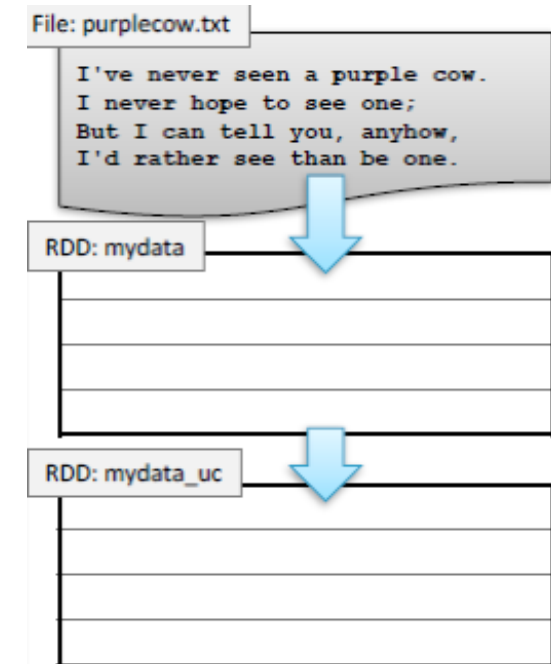 File: purplecow.txt
I've never seen a purple cow.
I never hope to see one;
But I can tell you, anyhow,
I'd rather see than be one.
RDD: mydata
RDD: mydata_uc